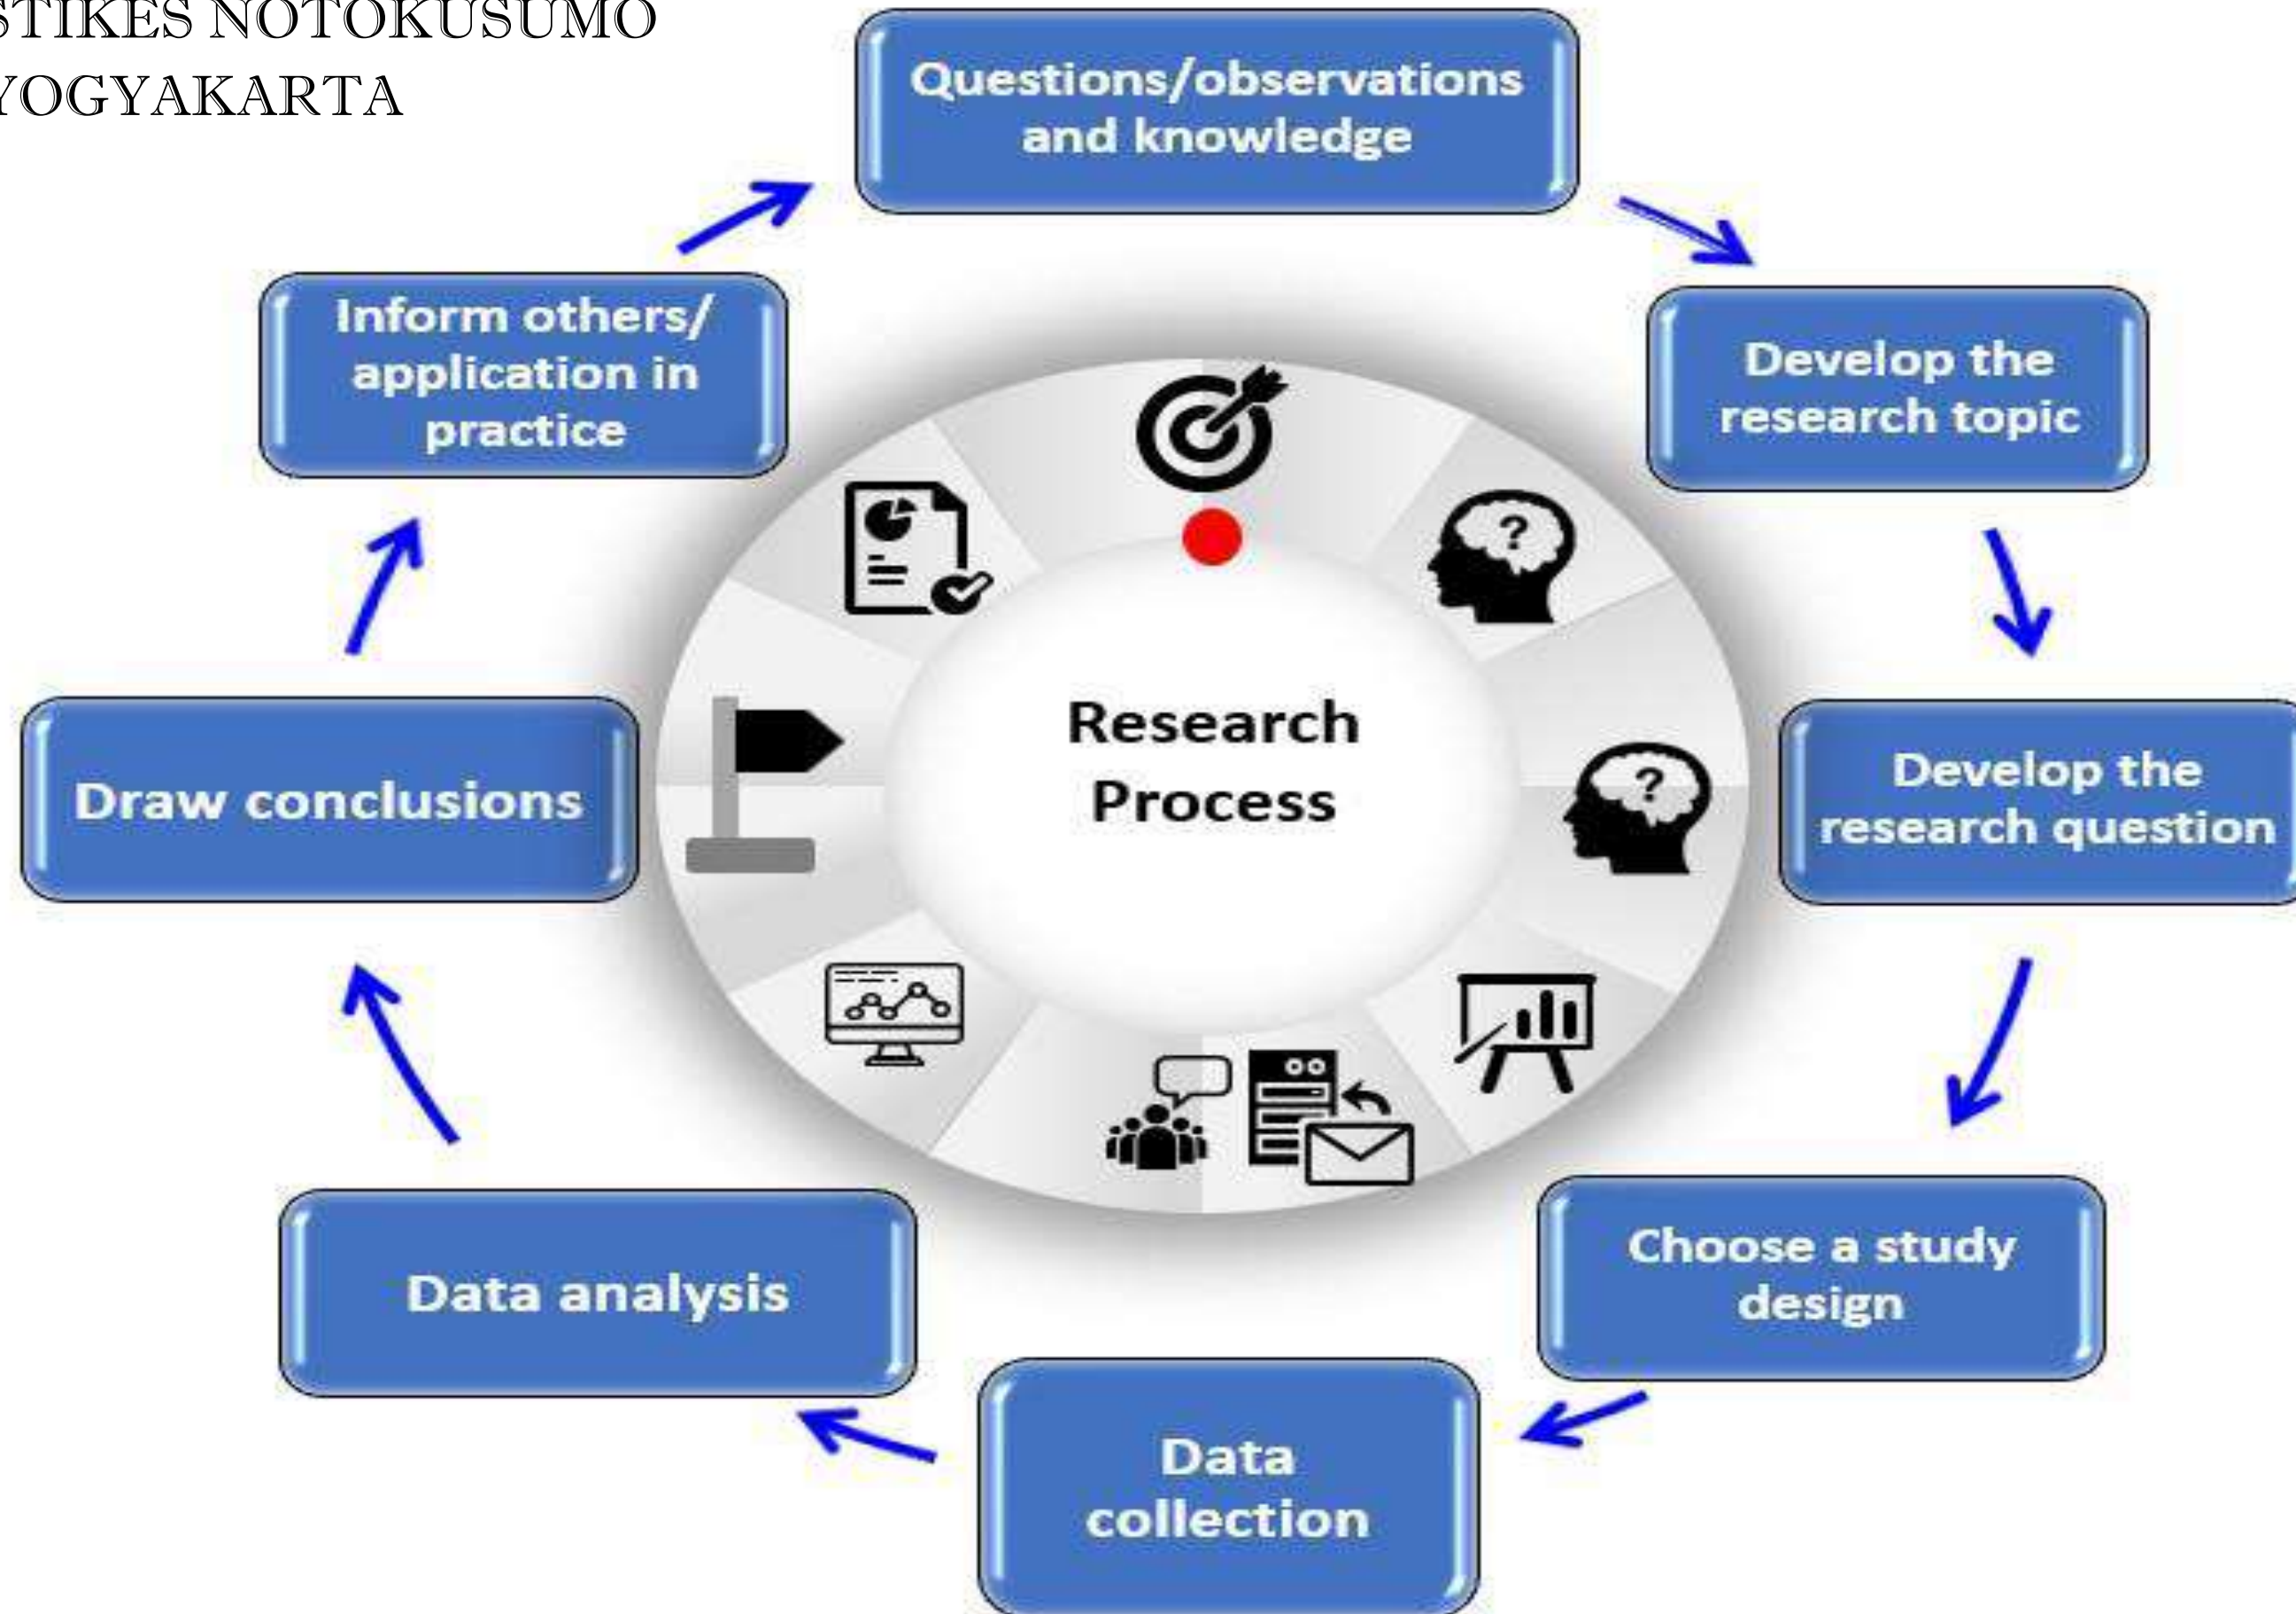 STIKES NOTOKUSUMO
YOGYAKARTA
Questions/observations
and knowledge
Develop the
research topic
Develop the
research question
Choose a study
design
Data
collection
Data analysis
Draw conclusions
Inform others/
application in
practice
?
?
Research
Process